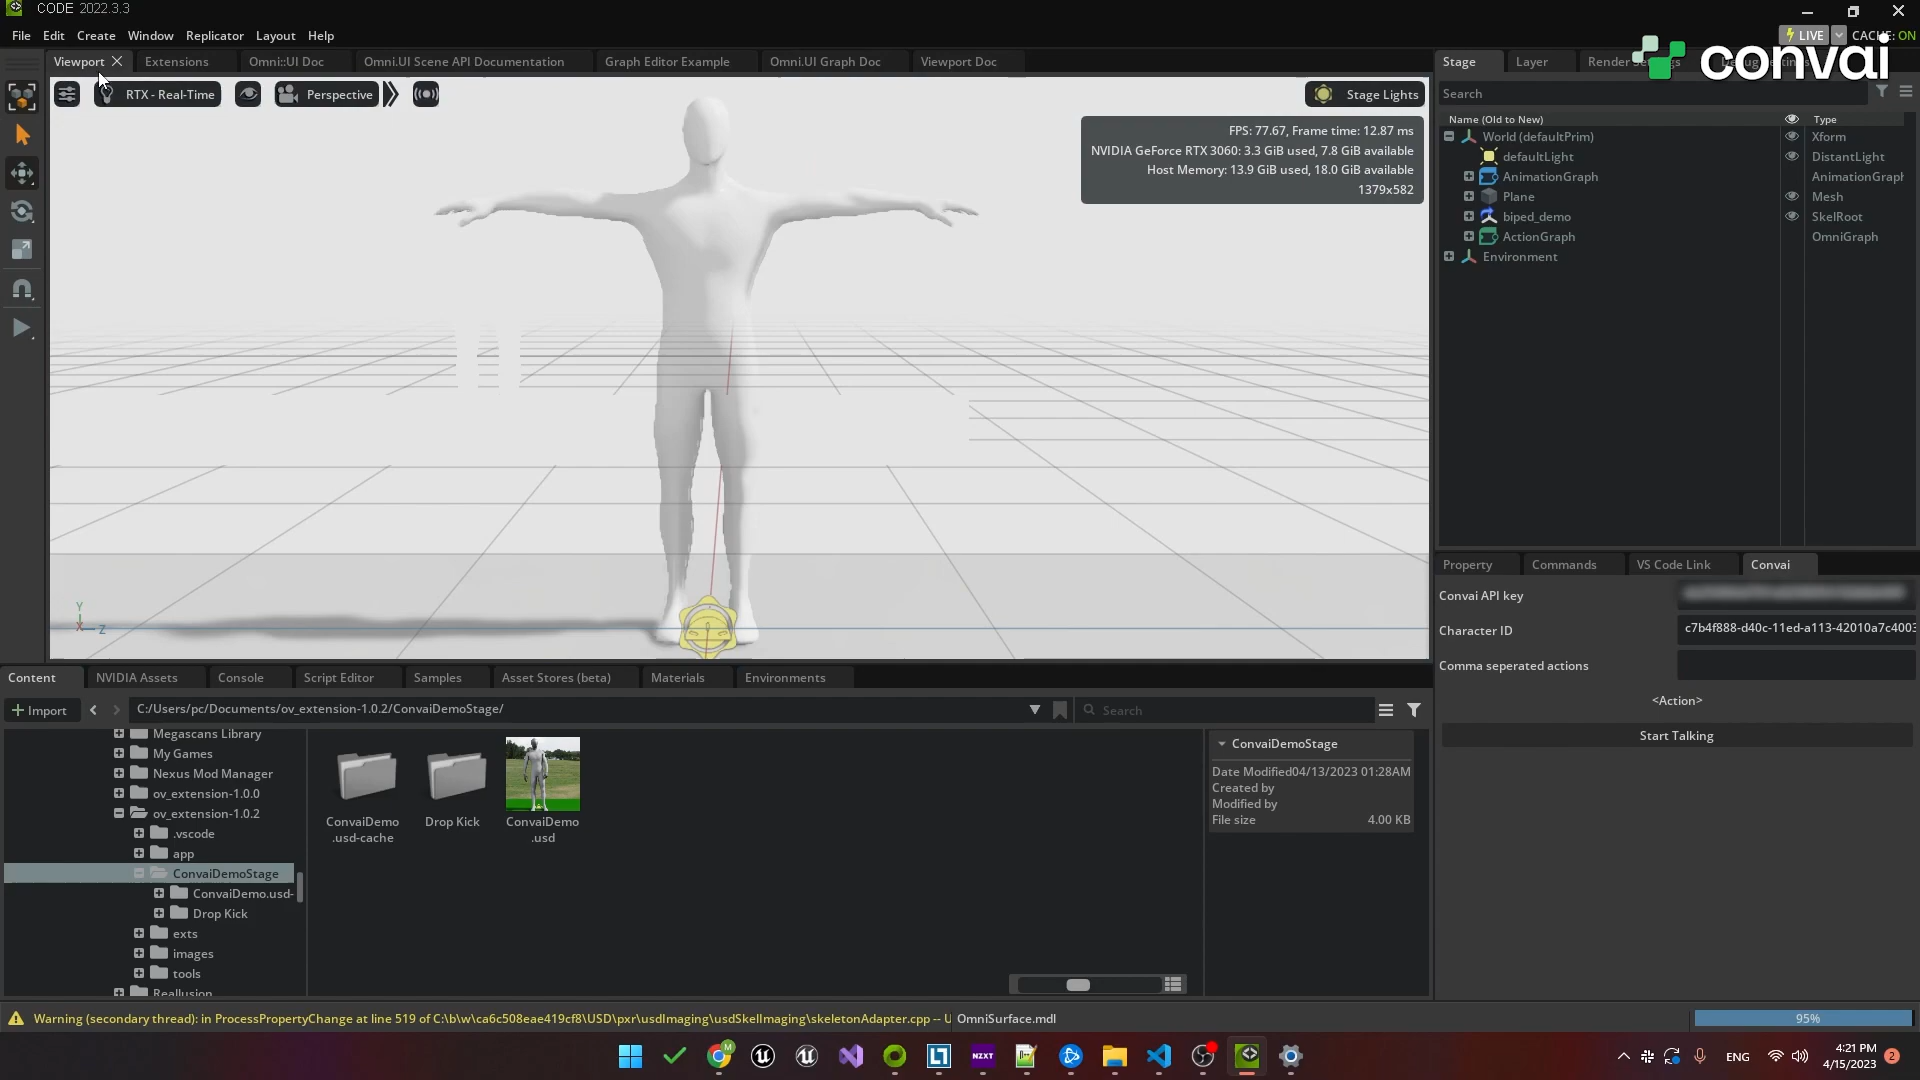 CODE 2022.3.3
File Edit Create Window Replicator Layout Help
LIVE CACHE: ON
convai
Viewport Extensions Omni::UI Doc Omni.UI Scene API Documentation Graph Editor Example Omni.UI Graph Doc Viewport Doc
Stage Layer Render
RTX - Real-Time Perspective Stage Lights
Search
FPS: 77.67, Frame time: 12.87 ms
NVIDIA GeForce RTX 3060: 3.3 GiB used, 7.8 GiB available
Host Memory: 13.9 GiB used, 18.0 GiB available
1379x582
Name (Old to New) Type
World (defaultPrim) Xform
defaultLight DistantLight
AnimationGraph AnimationGraph
Plane Mesh
biped_demo SkelRoot
ActionGraph OmniGraph
Environment
Y
X Z
Property Commands VS Code Link Convai
Convai API key
Character ID c7b4f888-d40c-11ed-a113-42010a7c4003
Comma seperated actions
<Action>
Start Talking
Content NVIDIA Assets Console Script Editor Samples Asset Stores (beta) Materials Environments
Import C:/Users/pc/Documents/ov_extension-1.0.2/ConvaiDemoStage/ Search
Megascans Library
My Games
Nexus Mod Manager
ov_extension-1.0.0
ov_extension-1.0.2
.vscode
app
ConvaiDemoStage
ConvaiDemo.usd-
Drop Kick
exts
images
tools
Reallusion
ConvaiDemo
.usd-cache
Drop Kick
ConvaiDemo
.usd
ConvaiDemoStage
Date Modified04/13/2023 01:28AM
Created by
Modified by
File size 4.00 KB
Warning (secondary thread): in ProcessPropertyChange at line 519 of C:\b\w\ca6c508eae419cf8\USD\pxr\usdImaging\usdSkelImaging\skeletonAdapter.cpp -- U OmniSurface.mdl 95%
M
NZXT
ENG
4:21 PM
4/15/2023
2